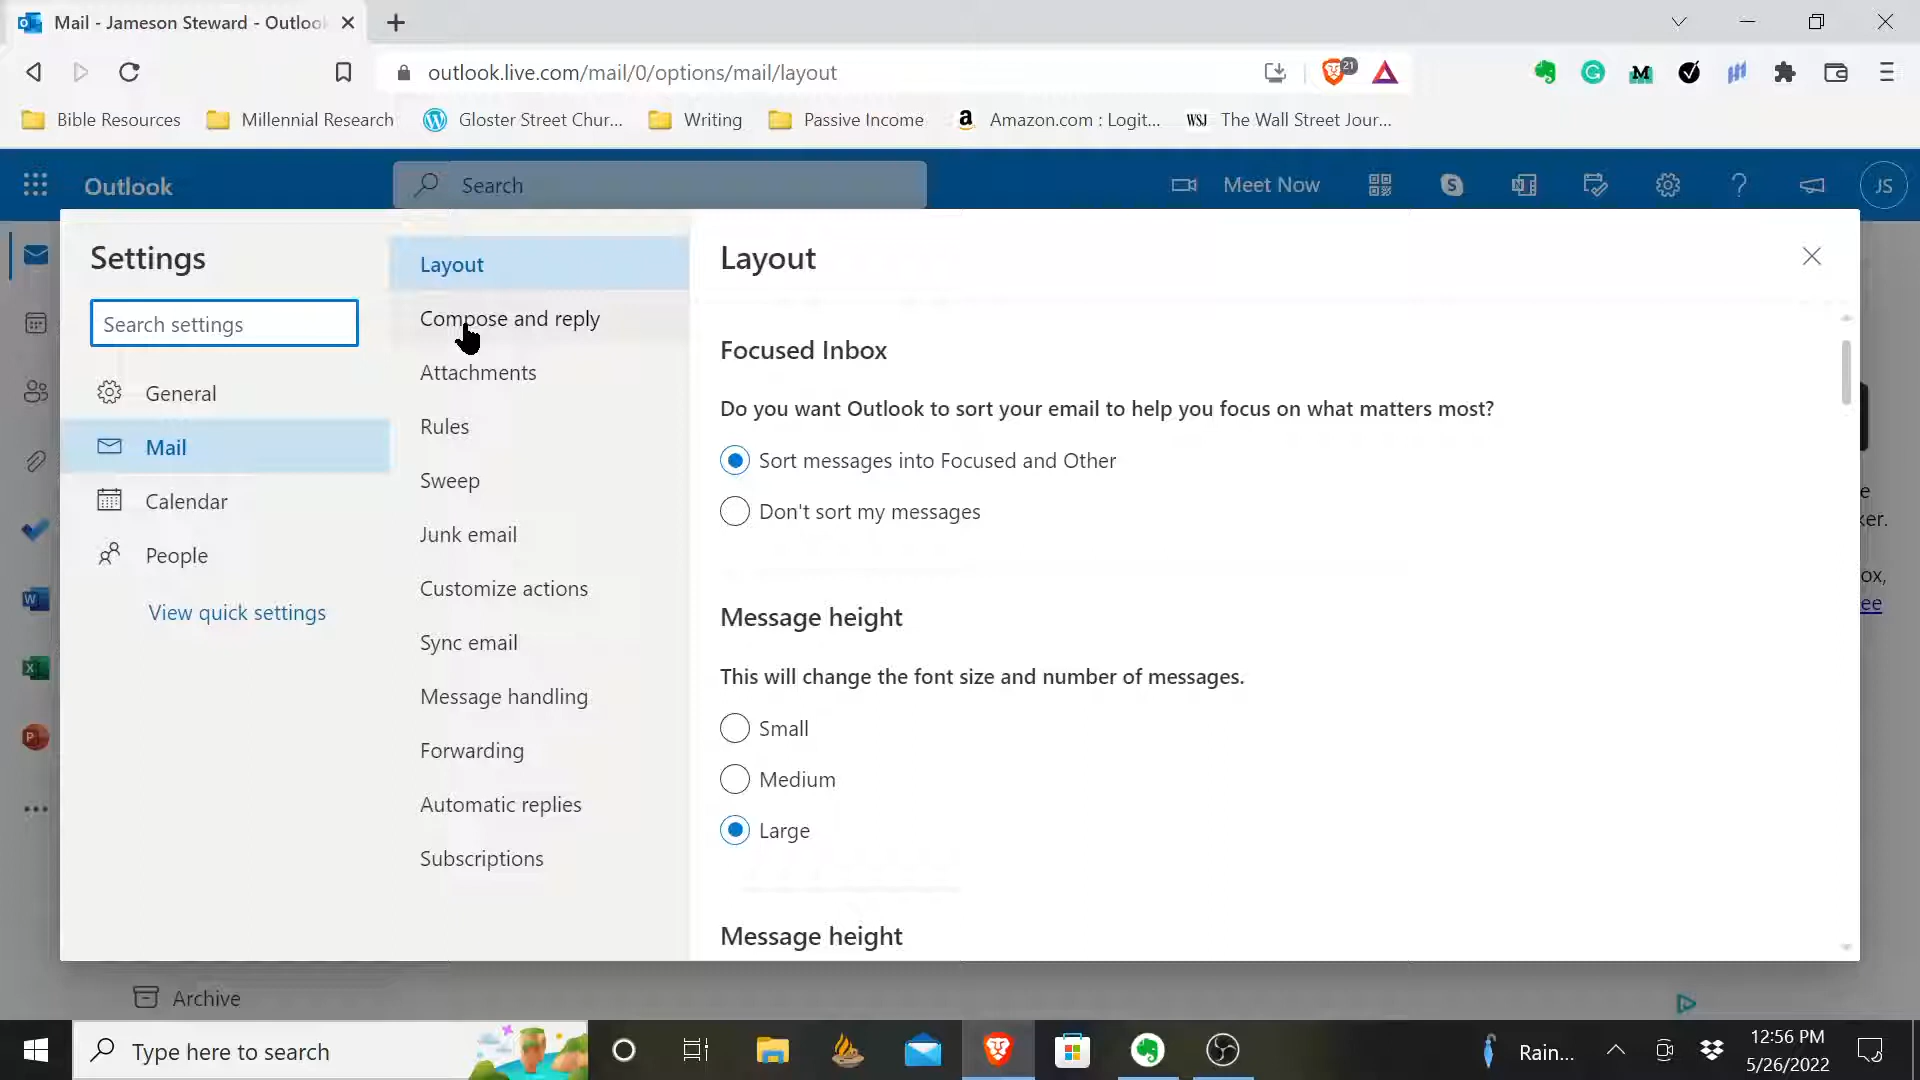 Mail - Jameson Steward - Outloo
outlook.live.com/mail/0/options/mail/layout
21
Bible Resources
Millennial Research
Gloster Street Chur...
Writing
Passive Income
Amazon.com : Logit...
WSJ The Wall Street Jour...
Outlook
Search
Meet Now
JS
Settings
Search settings
General
Mail
Calendar
People
View quick settings
Layout
Compose and reply
Attachments
Rules
Sweep
Junk email
Customize actions
Sync email
Message handling
Forwarding
Automatic replies
Subscriptions
Layout
Focused Inbox
Do you want Outlook to sort your email to help you focus on what matters most?
Sort messages into Focused and Other
Don't sort my messages
Message height
This will change the font size and number of messages.
Small
Medium
Large
Message height
e
ker.
ox,
ee
Archive
Type here to search
Rain...
12:56 PM
5/26/2022